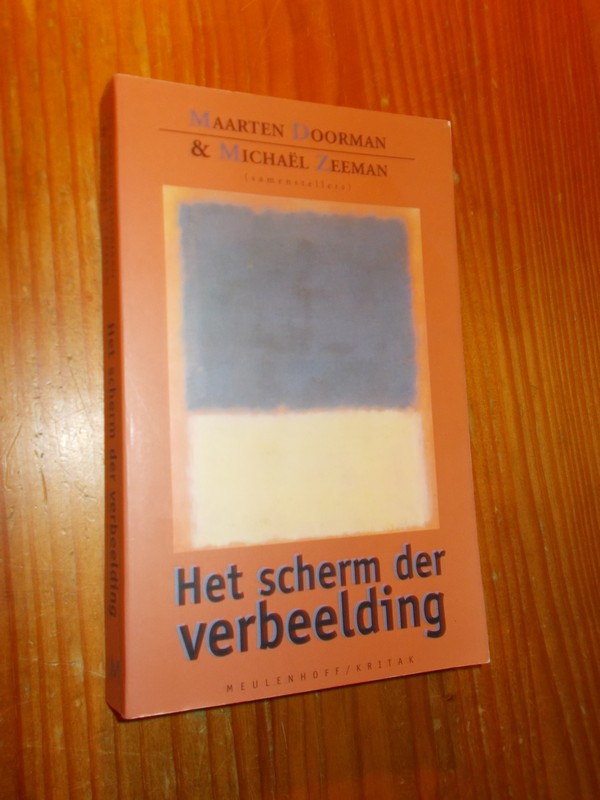 MAARTEN DOORMAN
& MICHAËL ZEEMAN
(samenstellers)
Het scherm der
verbeelding
MEULENHOFF/KRITAK
Het scherm der verbeelding